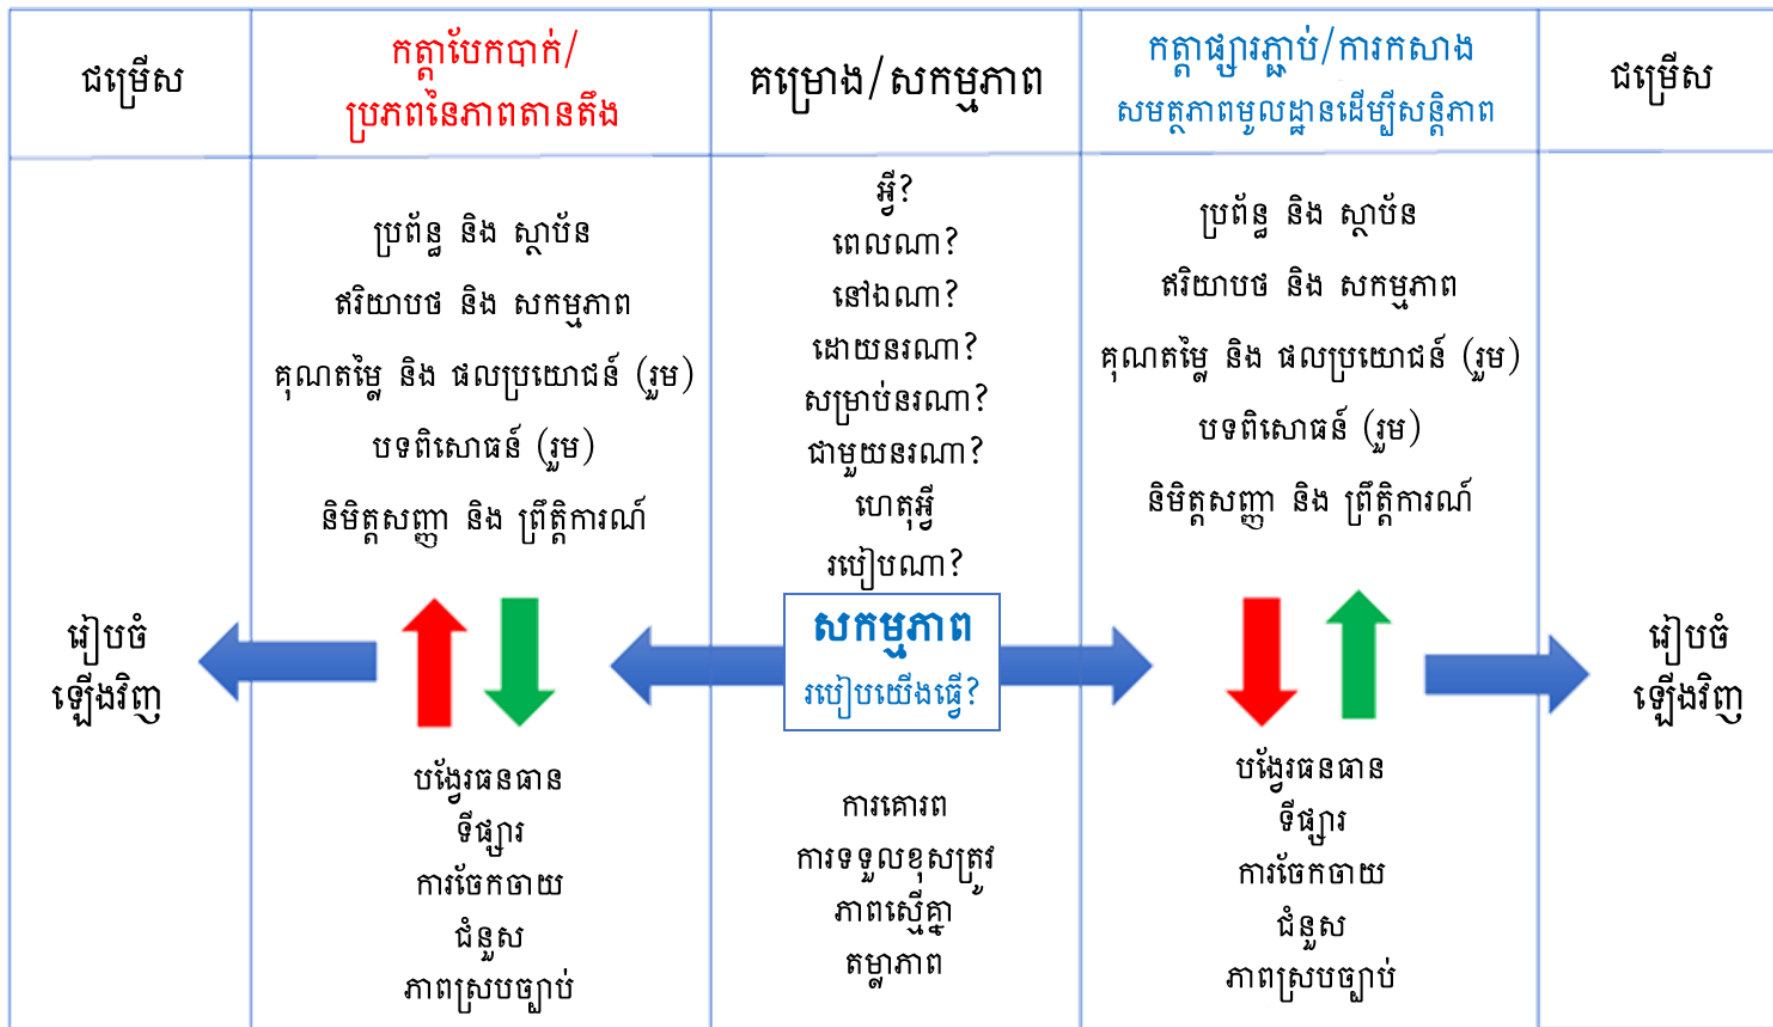 ជម្រើស
កត្តាបែកបាក់/
ប្រភពនៃភាពតានតឹង
គម្រោង/សកម្មភាព
កត្តាផ្សារភ្ជាប់/ការកសាង
សមត្ថភាពមូលដ្ឋានដើម្បីសន្តិភាព
ជម្រើស
ប្រព័ន្ធ និង ស្ថាប័ន
ឥរិយាបថ និង សកម្មភាព
គុណតម្លៃ និង ផលប្រយោជន៍ (រួម)
បទពិសោធន៍ (រួម)
និមិត្តសញ្ញា និង ព្រឹត្តិការណ៍
អ្វី?
ពេលណា?
នៅឯណា?
ដោយនរណា?
សម្រាប់នរណា?
ជាមួយនរណា?
ហេតុអ្វី
របៀបណា?
ប្រព័ន្ធ និង ស្ថាប័ន
ឥរិយាបថ និង សកម្មភាព
គុណតម្លៃ និង ផលប្រយោជន៍ (រួម)
បទពិសោធន៍ (រួម)
និមិត្តសញ្ញា និង ព្រឹត្តិការណ៍
រៀបចំ
ឡើងវិញ
សកម្មភាព
របៀបយើងធ្វើ?
រៀបចំ
ឡើងវិញ
បង្វែរធនធាន
ទីផ្សារ
ការចែកចាយ
ជំនួស
ភាពស្របច្បាប់
ការគោរព
ការទទួលខុសត្រូវ
ភាពស្មើគ្នា
តម្លាភាព
បង្វែរធនធាន
ទីផ្សារ
ការចែកចាយ
ជំនួស
ភាពស្របច្បាប់